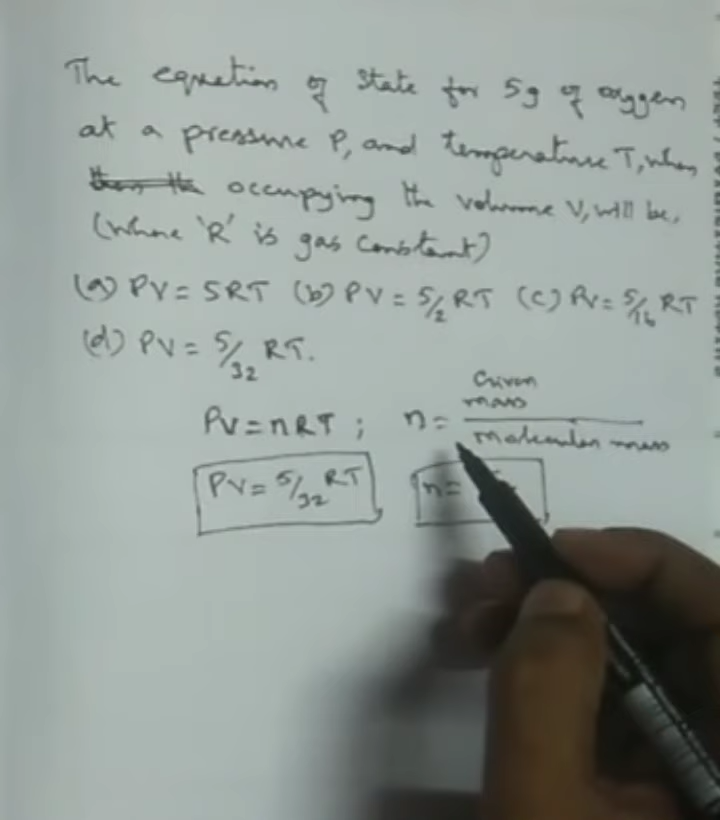 The equation of state for 5g of oxygen
at a pressure P, and temperature T, when
occupying the volume V, will be,
(Where 'R' is gas constant)
(a) PV = 5RT (b) PV = 5/2 RT (c) PV = 5/16 RT
(d) PV = 5/32 RT.
Given
mass
PV = nRT ; n =
molecular mass
PV = 5/32 RT n =